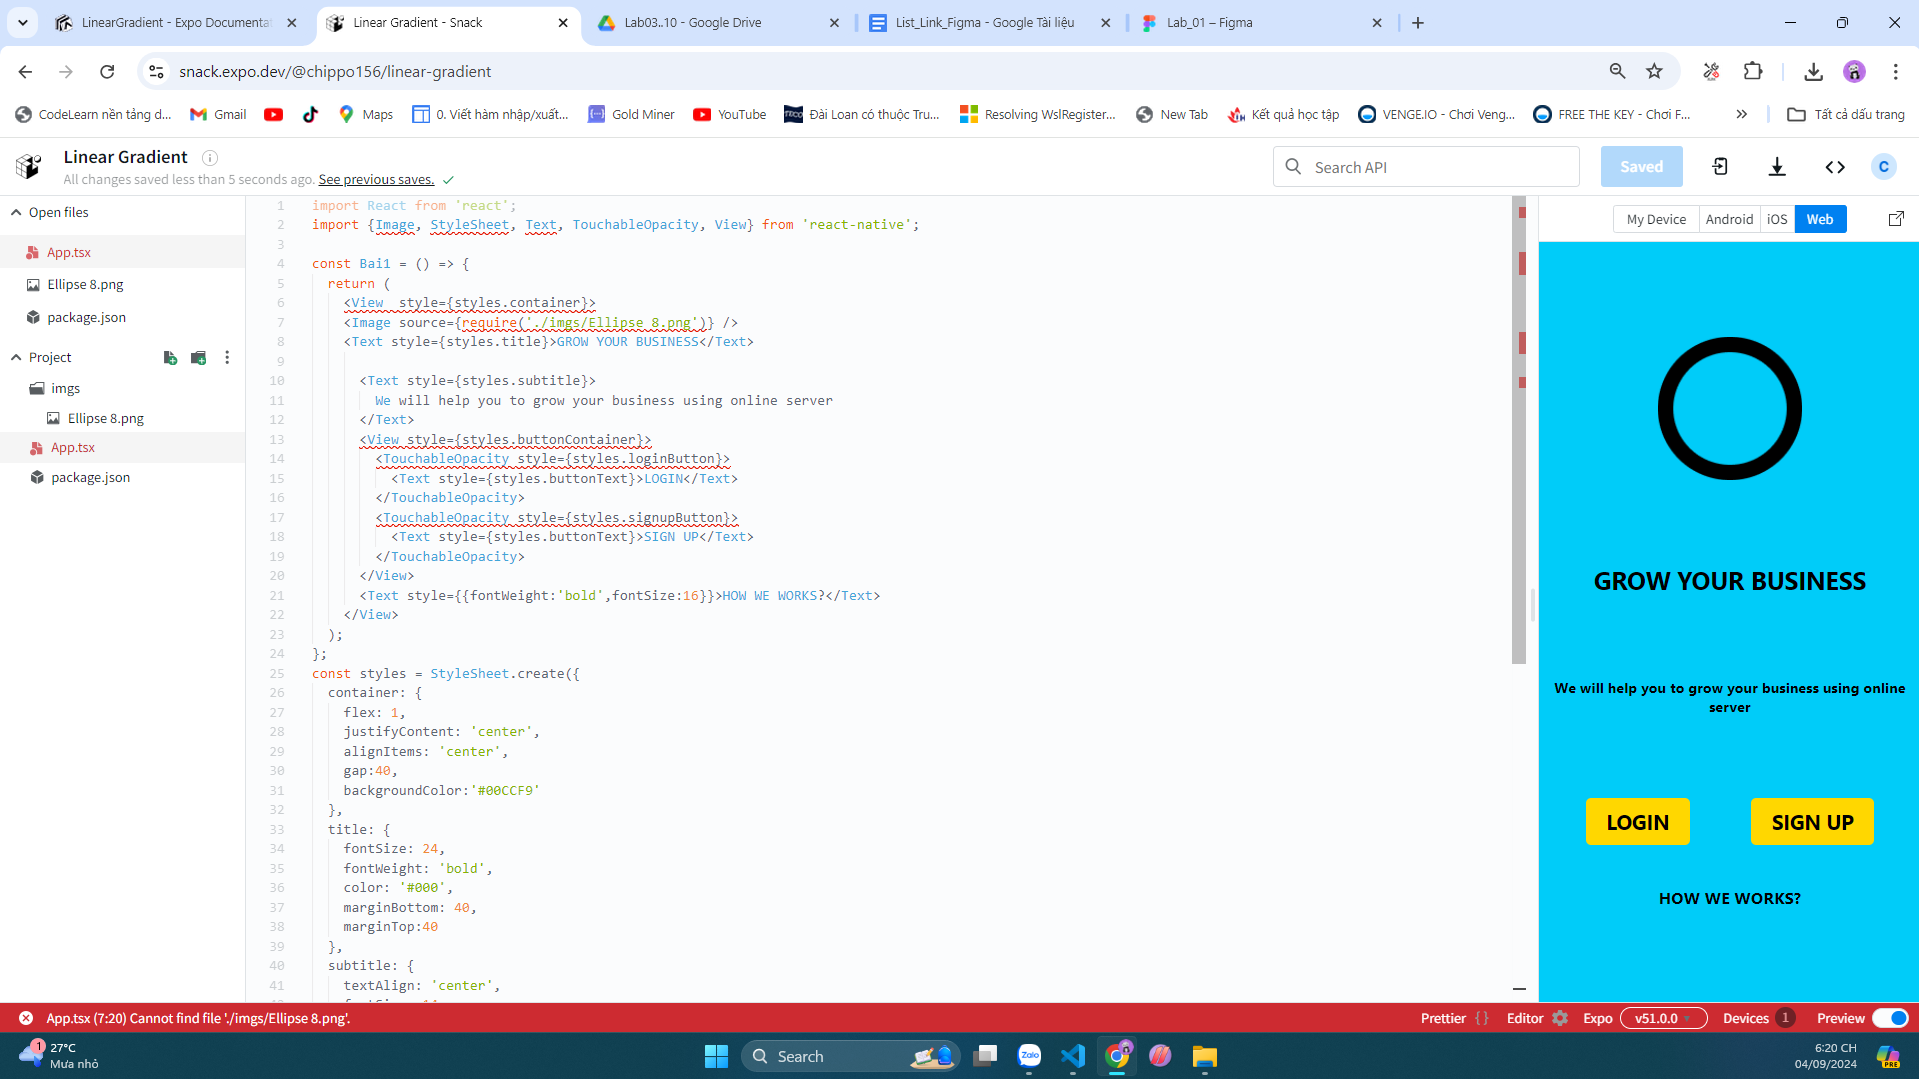 LinearGradient - Expo Documentat
Linear Gradient - Snack
Lab03..10 - Google Drive
List_Link_Figma - Google Tài liệu
Lab_01 – Figma
snack.expo.dev/@chippo156/linear-gradient
CodeLearn nền tảng d...
Gmail
Maps
0. Viết hàm nhập/xuất...
Gold Miner
YouTube
TECO
Đài Loan có thuộc Tru...
Resolving WslRegister...
New Tab
Kết quả học tập
VENGE.IO - Chơi Veng...
FREE THE KEY - Chơi F...
Tất cả dấu trang
Linear Gradient
All changes saved less than 5 seconds ago. See previous saves.
Search API
Saved
C
Open files
App.tsx
Ellipse 8.png
package.json
Project
imgs
Ellipse 8.png
App.tsx
package.json
1 import React from 'react';
2 import {Image, StyleSheet, Text, TouchableOpacity, View} from 'react-native';
3
4 const Bai1 = () => {
5 return (
6 <View  style={styles.container}>
7 <Image source={require('./imgs/Ellipse 8.png')} />
8 <Text style={styles.title}>GROW YOUR BUSINESS</Text>
9
10 <Text style={styles.subtitle}>
11 We will help you to grow your business using online server
12 </Text>
13 <View style={styles.buttonContainer}>
14 <TouchableOpacity style={styles.loginButton}>
15 <Text style={styles.buttonText}>LOGIN</Text>
16 </TouchableOpacity>
17 <TouchableOpacity style={styles.signupButton}>
18 <Text style={styles.buttonText}>SIGN UP</Text>
19 </TouchableOpacity>
20 </View>
21 <Text style={{fontWeight:'bold',fontSize:16}}>HOW WE WORKS?</Text>
22 </View>
23 );
24 };
25 const styles = StyleSheet.create({
26 container: {
27 flex: 1,
28 justifyContent: 'center',
29 alignItems: 'center',
30 gap:40,
31 backgroundColor:'#00CCF9'
32 },
33 title: {
34 fontSize: 24,
35 fontWeight: 'bold',
36 color: '#000',
37 marginBottom: 40,
38 marginTop:40
39 },
40 subtitle: {
41 textAlign: 'center',
My Device
Android
iOS
Web
GROW YOUR BUSINESS
We will help you to grow your business using online
server
LOGIN
SIGN UP
HOW WE WORKS?
App.tsx (7:20) Cannot find file './imgs/Ellipse 8.png'.
Prettier {}
Editor
Expo
v51.0.0
Devices 1
Preview
1
27°C
Mưa nhỏ
Search
Zalo
6:20 CH
04/09/2024
PRE